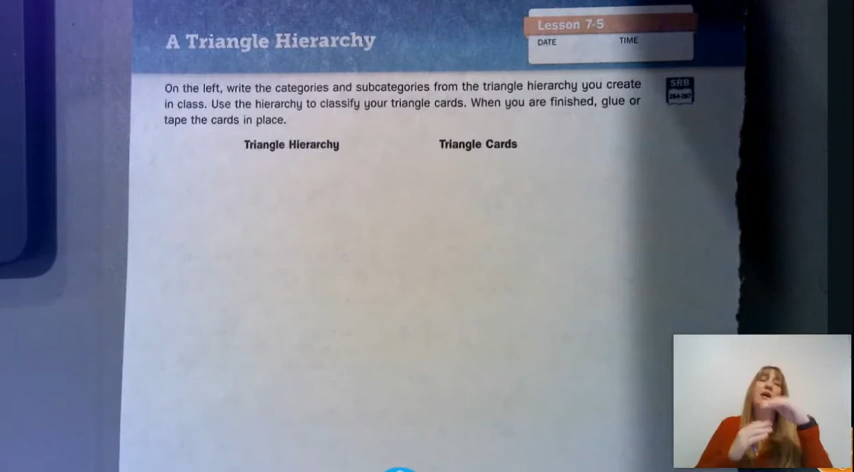 A Triangle Hierarchy
Lesson 7-5
DATE TIME
On the left, write the categories and subcategories from the triangle hierarchy you create
in class. Use the hierarchy to classify your triangle cards. When you are finished, glue or
tape the cards in place.
SRB
Triangle Hierarchy Triangle Cards